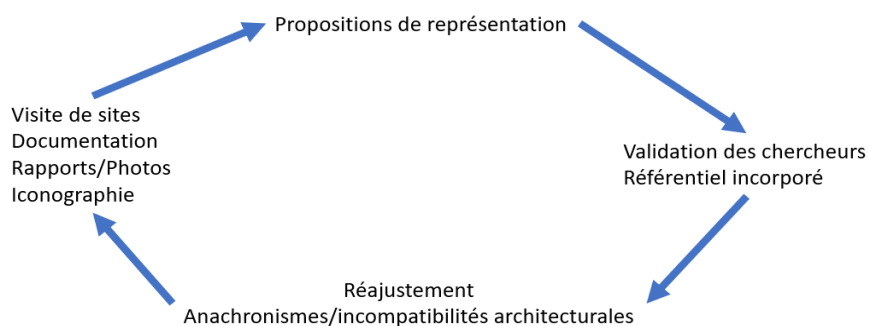 Propositions de représentation
Visite de sites
Documentation
Rapports/Photos
Iconographie
Validation des chercheurs
Référentiel incorporé
Réajustement
Anachronismes/incompatibilités architecturales